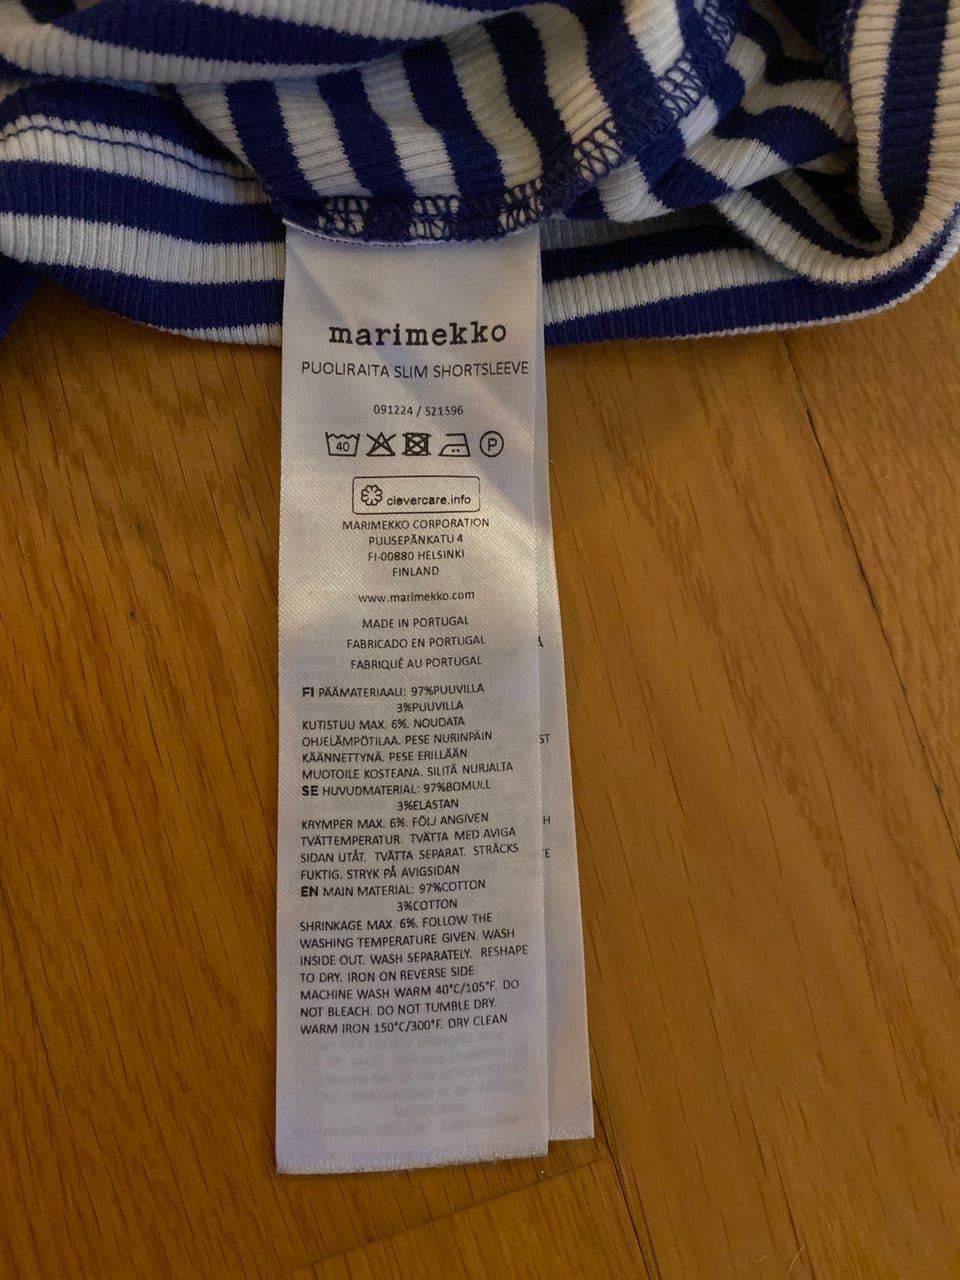 marimekko
PUOLIRAITA SLIM SHORTSLEEVE
091224 / 521596
40 P
clevercare.info
MARIMEKKO CORPORATION
PUUSEPÄNKATU 4
FI-00880 HELSINKI
FINLAND
www.marimekko.com
MADE IN PORTUGAL
FABRICADO EN PORTUGAL
FABRIQUÉ AU PORTUGAL
FI PÄÄMATERIAALI: 97%PUUVILLA
3%PUUVILLA
KUTISTUU MAX. 6%. NOUDATA
OHJELÄMPÖTILAA. PESE NURINPÄIN
KÄÄNNETTYNÄ. PESE ERILLÄÄN.
MUOTOILE KOSTEANA. SILITÄ NURJALTA
SE HUVUDMATERIAL: 97%BOMULL
3%ELASTAN
KRYMPER MAX. 6%. FÖLJ ANGIVEN
TVÄTTEMPERATUR. TVÄTTA MED AVIGA
SIDAN UTÅT. TVÄTTA SEPARAT. STRÄCKS
FUKTIG. STRYK PÅ AVIGSIDAN
EN MAIN MATERIAL: 97%COTTON
3%COTTON
SHRINKAGE MAX. 6%. FOLLOW THE
WASHING TEMPERATURE GIVEN. WASH
INSIDE OUT. WASH SEPARATELY. RESHAPE
TO DRY. IRON ON REVERSE SIDE
MACHINE WASH WARM 40°C/105°F. DO
NOT BLEACH. DO NOT TUMBLE DRY.
WARM IRON 150°C/300°F. DRY CLEAN